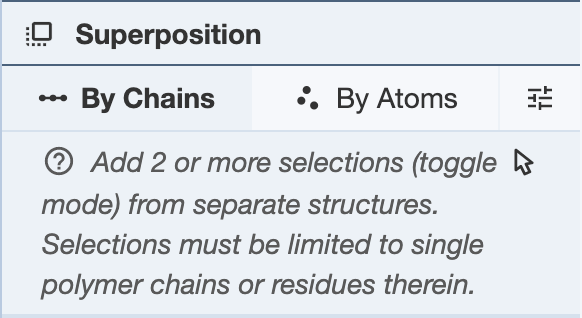 Superposition
By Chains By Atoms
Add 2 or more selections (toggle
mode) from separate structures.
Selections must be limited to single
polymer chains or residues therein.